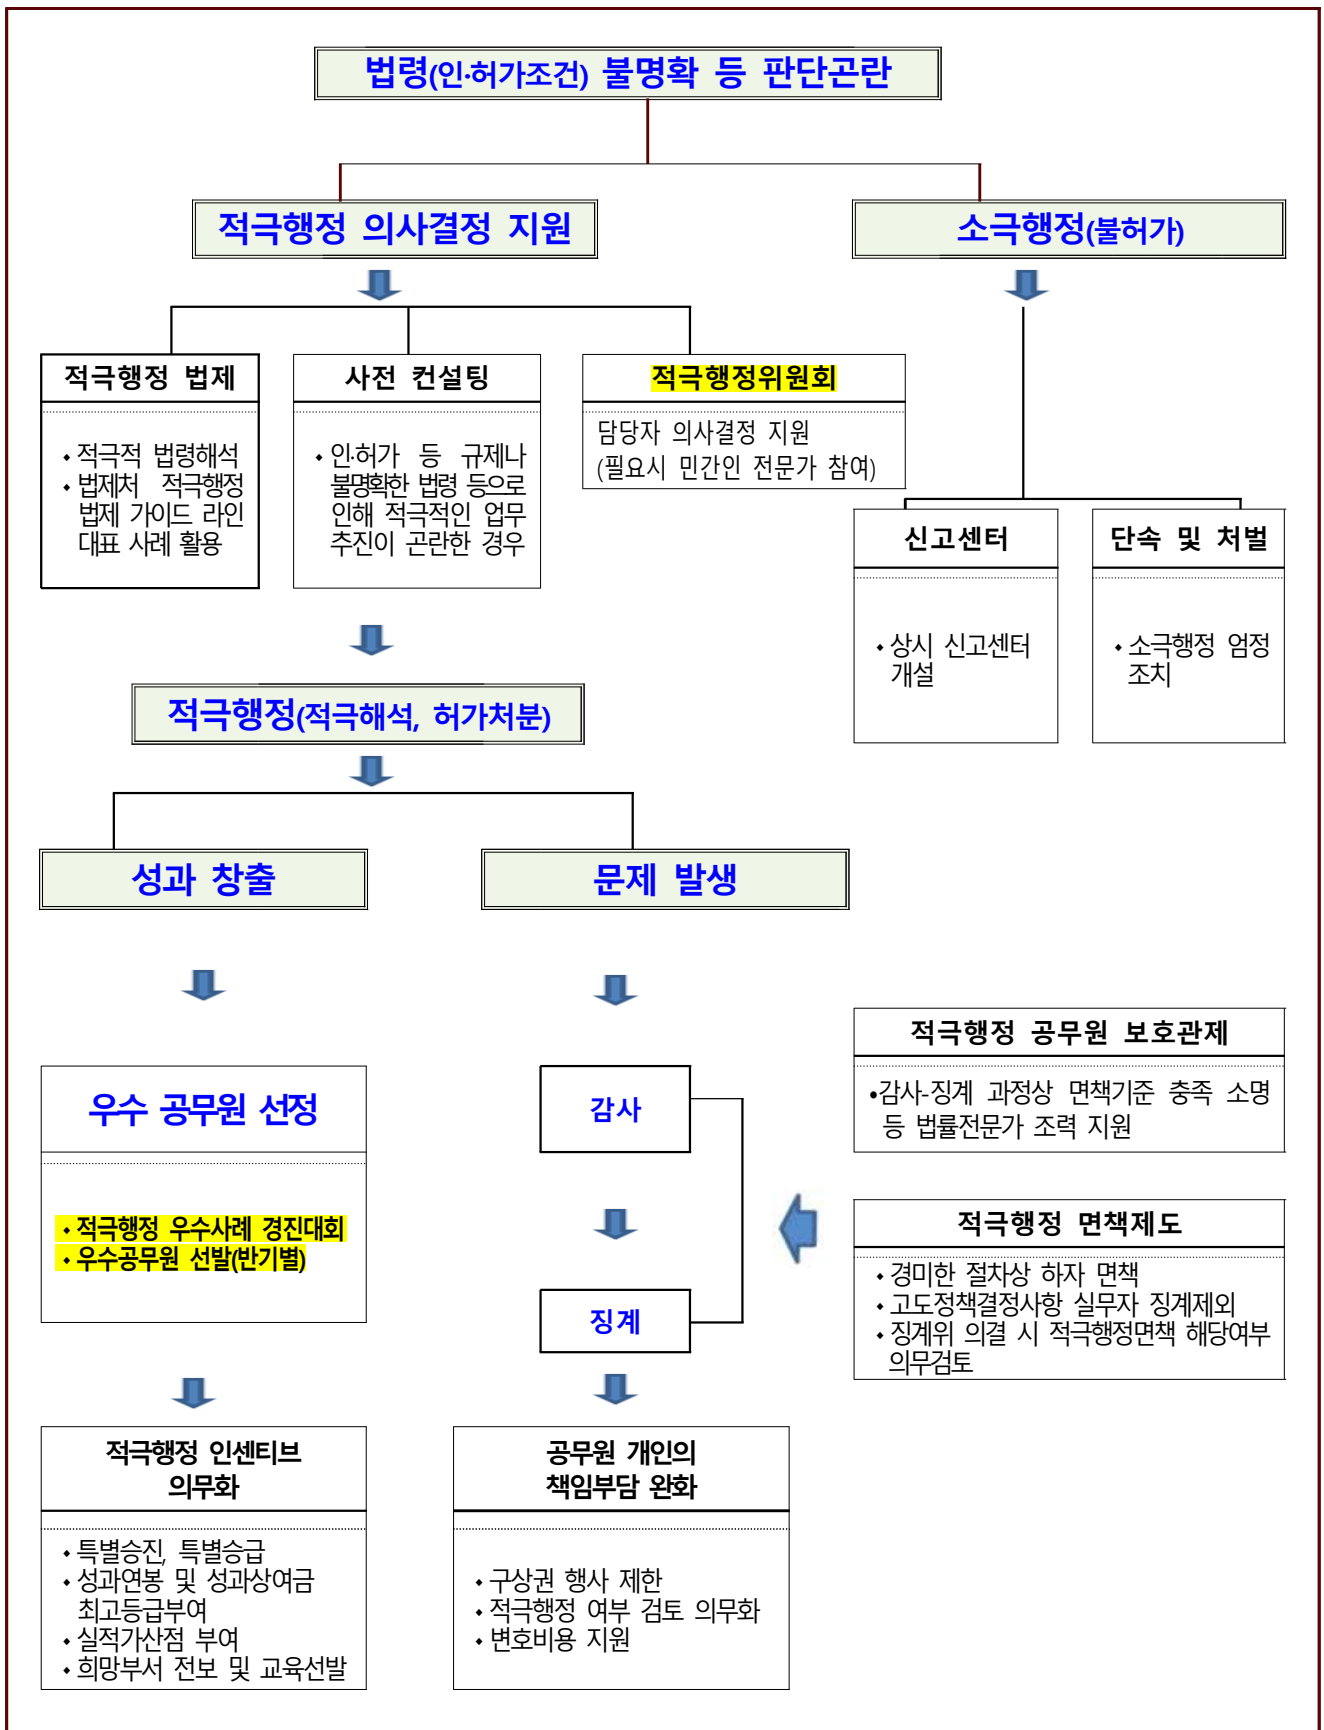 법령(인·허가조건) 불명확 등 판단곤란
적극행정 의사결정 지원
소극행정(불허가)
적극행정 법제
⬩적극적 법령해석
⬩법제처 적극행정
법제 가이드 라인
대표 사례 활용
사전 컨설팅
⬩인·허가 등 규제나
불명확한 법령 등으로
인해 적극적인 업무
추진이 곤란한 경우
적극행정위원회
담당자 의사결정 지원
(필요시 민간인 전문가 참여)
신고센터
⬩상시 신고센터
개설
단속 및 처벌
⬩소극행정 엄정
조치
적극행정(적극해석, 허가처분)
성과 창출
문제 발생
우수 공무원 선정
⬩적극행정 우수사례 경진대회
⬩우수공무원 선발(반기별)
감사
징계
적극행정 공무원 보호관제
•감사-징계 과정상 면책기준 충족 소명
등 법률전문가 조력 지원
적극행정 면책제도
⬩경미한 절차상 하자 면책
⬩고도정책결정사항 실무자 징계제외
⬩징계위 의결 시 적극행정면책 해당여부
의무검토
적극행정 인센티브
의무화
⬩특별승진, 특별승급
⬩성과연봉 및 성과상여금
최고등급부여
⬩실적가산점 부여
⬩희망부서 전보 및 교육선발
공무원 개인의
책임부담 완화
⬩구상권 행사 제한
⬩적극행정 여부 검토 의무화
⬩변호비용 지원